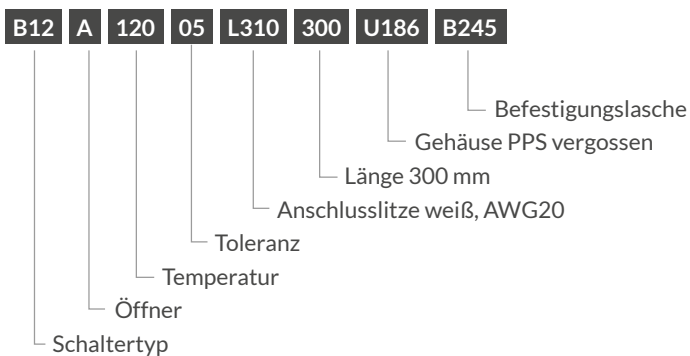 B12 A 120 05 L310 300 U186 B245
Befestigungslasche
Gehäuse PPS vergossen
Länge 300 mm
Anschlusslitze weiß, AWG20
Toleranz
Temperatur
Öffner
Schaltertyp